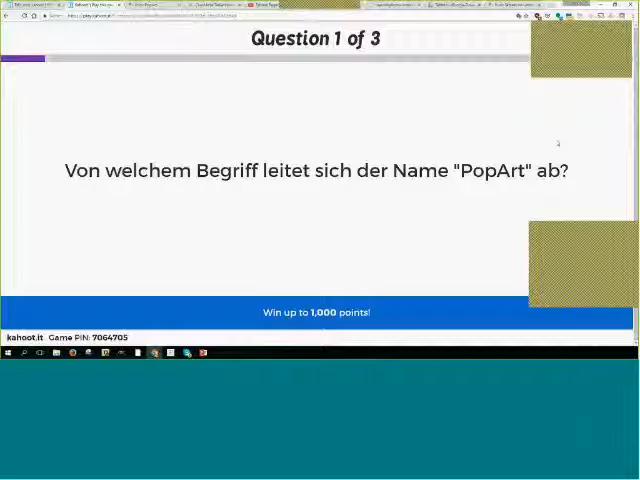 Question 1 of 3
Von welchem Begriff leitet sich der Name "PopArt" ab?
Win up to 1,000 points!
kahoot.it Game PIN: 7064705